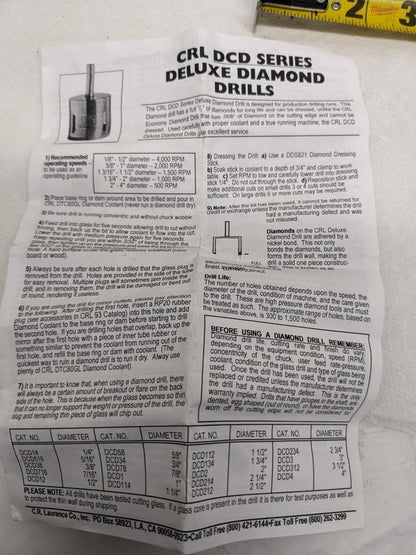 CRL DCD SERIES
DELUXE DIAMOND
DRILLS
The CRL DCD Series Deluxe Diamond Drill is designed for production drilling runs. This
Diamond Drill has a full of diamonds for long life and can be dressed, unlike the CRL
Economy Diamond Drill that has .008" of Diamond on the cutting edge and cannot be
dressed. Used carefully with proper coolant and a true running machine, the CRL DCD
Series Deluxe Diamond Drills give excellent service.
1) Recommended
operating speeds –
to be used as an
operating guideline
1/8" - 1/2" diameter – 4,000 RPM
5/8" - 1" diameter – 2,000 RPM
1 3/16" - 1 1/2" diameter – 1,500 RPM
1 3/4" - 2" diameter – 1,000 RPM
2" - 4" diameter – 500 RPM
2) Place base ring or dam around area to be drilled and pour in
CRL DTC80GL Diamond Coolant (never run a diamond drill dry)
3) Be sure drill is running concentric and without chuck wobble.
4) Feed drill into glass for five seconds allowing drill to cut without
forcing, then back up drill to allow coolant to flow into the cut.
board or wood).
5) Always be sure after each hole is drilled that the glass plug is
removed from the drill. Holes are provided in the side of the tube
for easy removal. Multiple plugs will sometimes jam inside the
drill, and in removing them, the drill will be damaged or bent out
of round, rendering it useless.
6) If you are using the drill for mirror patches, please pay attention
to the following: After drilling the first hole, insert a RP20 rubber
plug (see accessories in CRL 93 Catalog) into this hole and add
Diamond Coolant to the base ring or dam before starting to drill
the second hole. If you are drilling holes that overlap, back up the
mirror after the first hole with a piece of inner tube rubber or
something similar to prevent the coolant from running out of the
first hole, and refill the base ring or dam with coolant. (The
quickest way to ruin a diamond drill is to run it dry. Always use
plenty of CRL DTC80GL Diamond Coolant).
7) It is important to know that, when using a diamond drill, there
will always be a certain amount of breakout or flare on the back
side of the hole. This is because when the glass becomes so thin
that it can no longer support the weight or pressure of the drill, the
small remaining thin piece of glass will drill chip out.
8) Dressing the Drill: a) Use a DDS821 Diamond Dressing
Stick.
b) Soak stick in coolant to a depth of 3/4" and clamp to work
table. c) Set RPM to low and carefully lower drill into dressing
stick 1/4". Do not cut through the stick. d) Reposition stick and
make additional cuts on small drills 3 or 4 cuts should be
sufficient. On large drills 6 or more cuts may be required.
9) Note: After the bit has been used, it cannot be returned for
credit or exchange unless the manufacturer determines the drill
had a manufacturing defect and was
not misused.
Diamonds on the CRL Deluxe
Diamond Drill are adhered by a
nickel bond. This not only
bonds the diamonds, but also
forms the drill wall, making the
drill a solid one piece construc-
finest
Drill Life:
The number of holes obtained depends upon the speed, the
diameter of the drill, condition of the machine, and the care given
to the drill. These are high pressure diamond tools and must
be treated as such. The approximate range of holes, based on
the variables above, is 300 to 1,500 holes.
BEFORE USING A DIAMOND DRILL, REMEMBER:
Diamond drill life, cutting rate and finish do vary,
depending on the equipment condition, speed (RPM),
concentricity of the chuck, user feed rate-pressure,
coolant, condition of the glass drill and type of glass being
used. Once the drill has been used, it will not be
replaced or credited unless the manufacturer determines
the drill had a manufacturing defect. This is the only
warranty implied. Drills that have gouges in the shaft, are
dented, egg shaped (out of round), or have the diamond
worn off the cutting edge will not be considered for
CAT. NO. DIAMETER CAT. NO. DIAMETER CAT. NO. DIAMETER CAT. NO. DIAMETER
DCD14 1/4" DCD58 5/8" DCD112 1 1/2" DCD234 2 3/4"
DCD516 5/16" DCD34 3/4" DCD134 1 3/4" DCD3 3"
DCD38 3/8" DCD78 7/8" DCD2 2" DCD312 3 1/2"
DCD716 7/16" DCD1 1" DCD214 2 1/4" DCD4 4"
DCD12 1/2" DCD114 1 1/4" DCD212 2 1/2"
PLEASE NOTE: All drills have been tested cutting glass. If a glass core is present in the drill it is there for test purposes as well as
to protect the thin wall during shipping.
C.R. Laurence Co., Inc. PO Box 58923, L.A., CA 90058-0923•Call Toll Free (800) 421-6144•Fax Toll Free (800) 262-3299
2
3